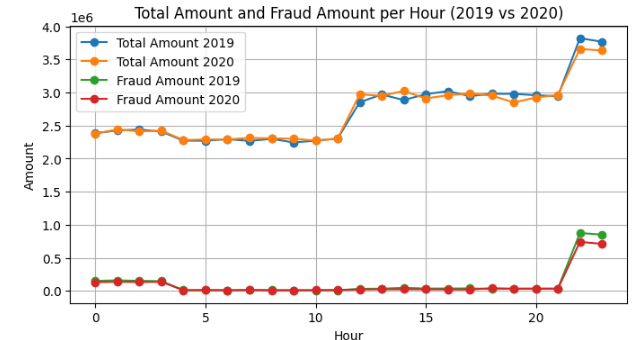 Total Amount and Fraud Amount per Hour (2019 vs 2020)
1e6
4.0
3.5
3.0
2.5
2.0
1.5
1.0
0.5
0.0
Amount
Total Amount 2019
Total Amount 2020
Fraud Amount 2019
Fraud Amount 2020
0
5
10
15
20
Hour